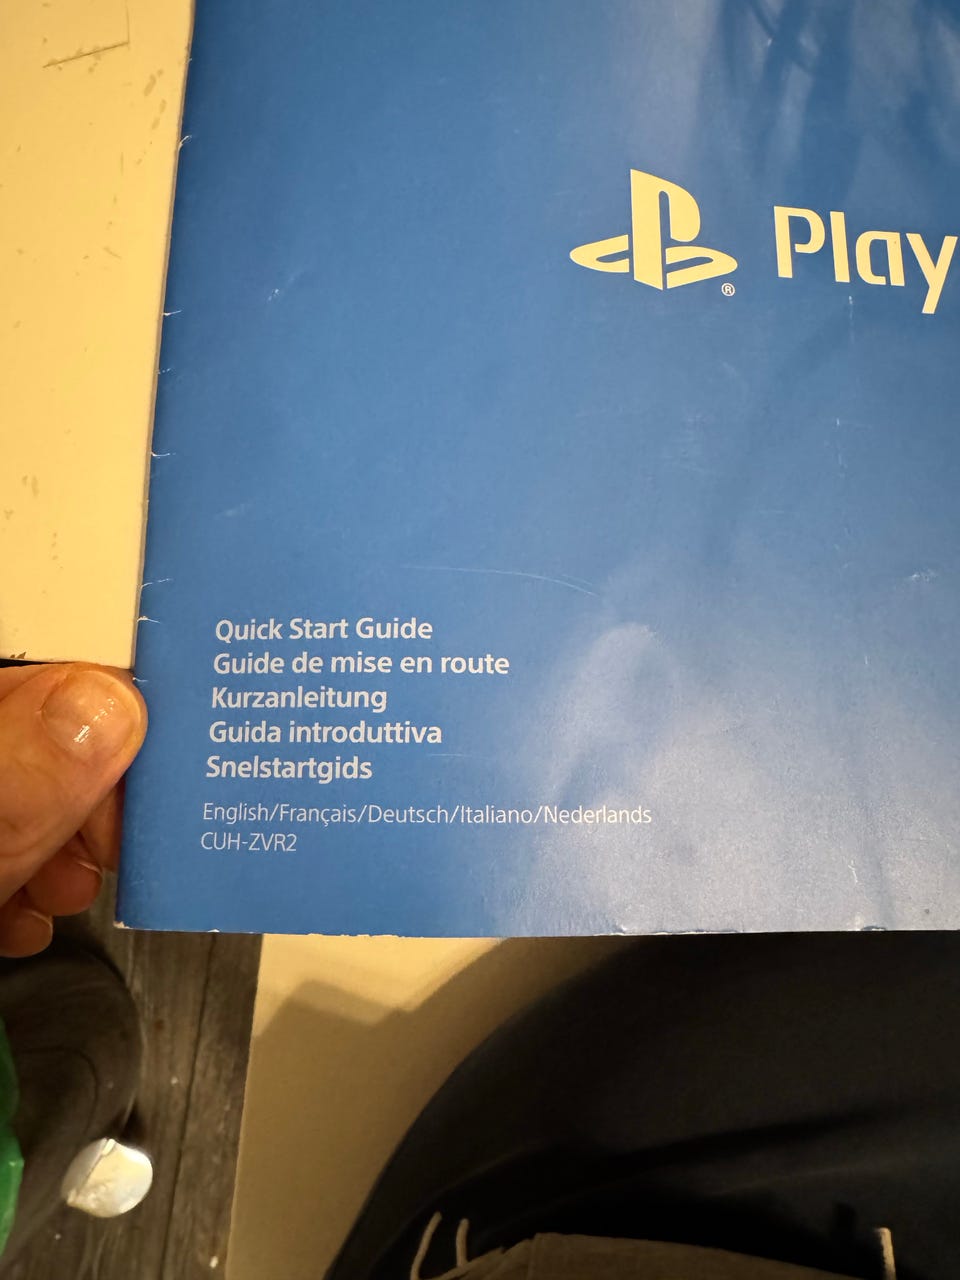 Play
Quick Start Guide
Guide de mise en route
Kurzanleitung
Guida introduttiva
Snelstartgids
English/Français/Deutsch/Italiano/Nederlands
CUH-ZVR2